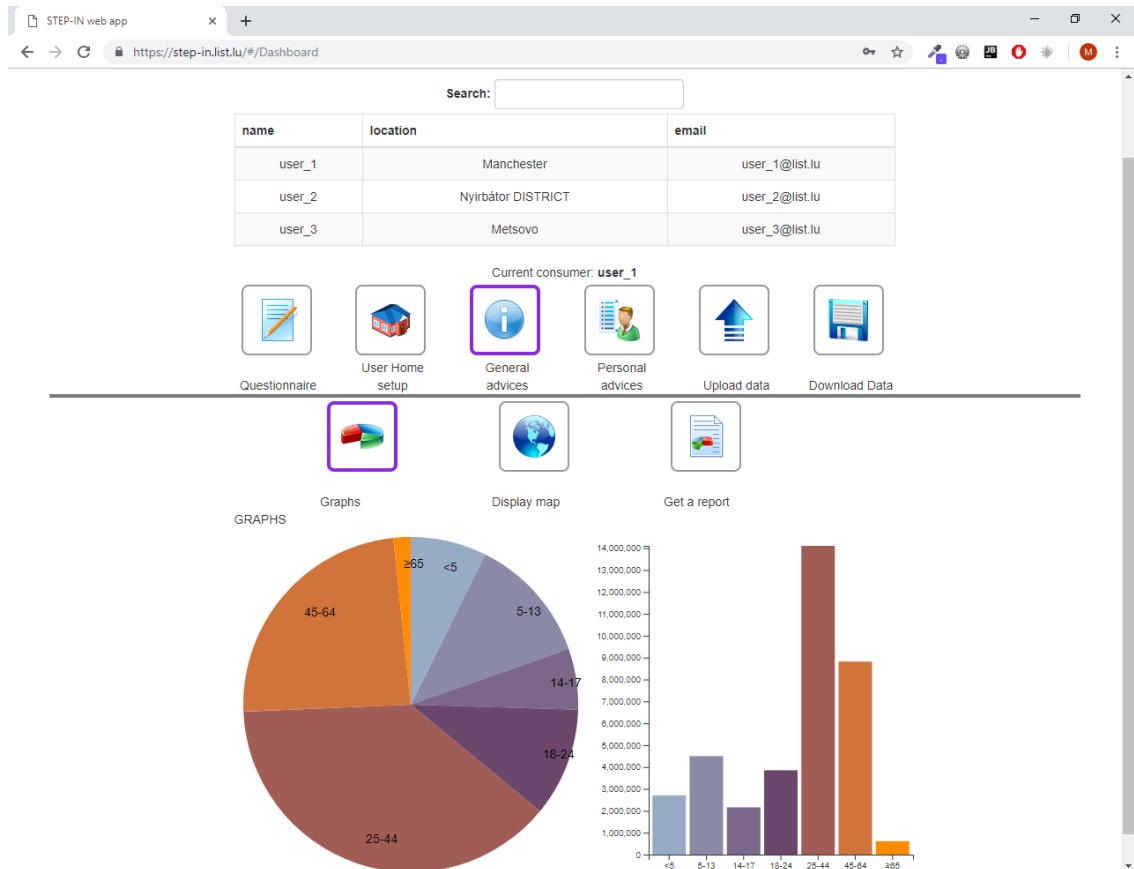 STEP-IN web app
https://step-in.list.lu/#/Dashboard
JB
M
Search:
name location email
user_1 Manchester user_1@list.lu
user_2 Nyírbátor DISTRICT user_2@list.lu
user_3 Metsovo user_3@list.lu
Current consumer: user_1
Questionnaire User Home setup General advices Personal advices Upload data Download Data
Graphs Display map Get a report
GRAPHS
≥65 <5
45-64 5-13
14-17
18-24
25-44
14,000,000
13,000,000
12,000,000
11,000,000
10,000,000
9,000,000
8,000,000
7,000,000
6,000,000
5,000,000
4,000,000
3,000,000
2,000,000
1,000,000
0
<5 5-13 14-17 18-24 25-44 45-64 ≥65